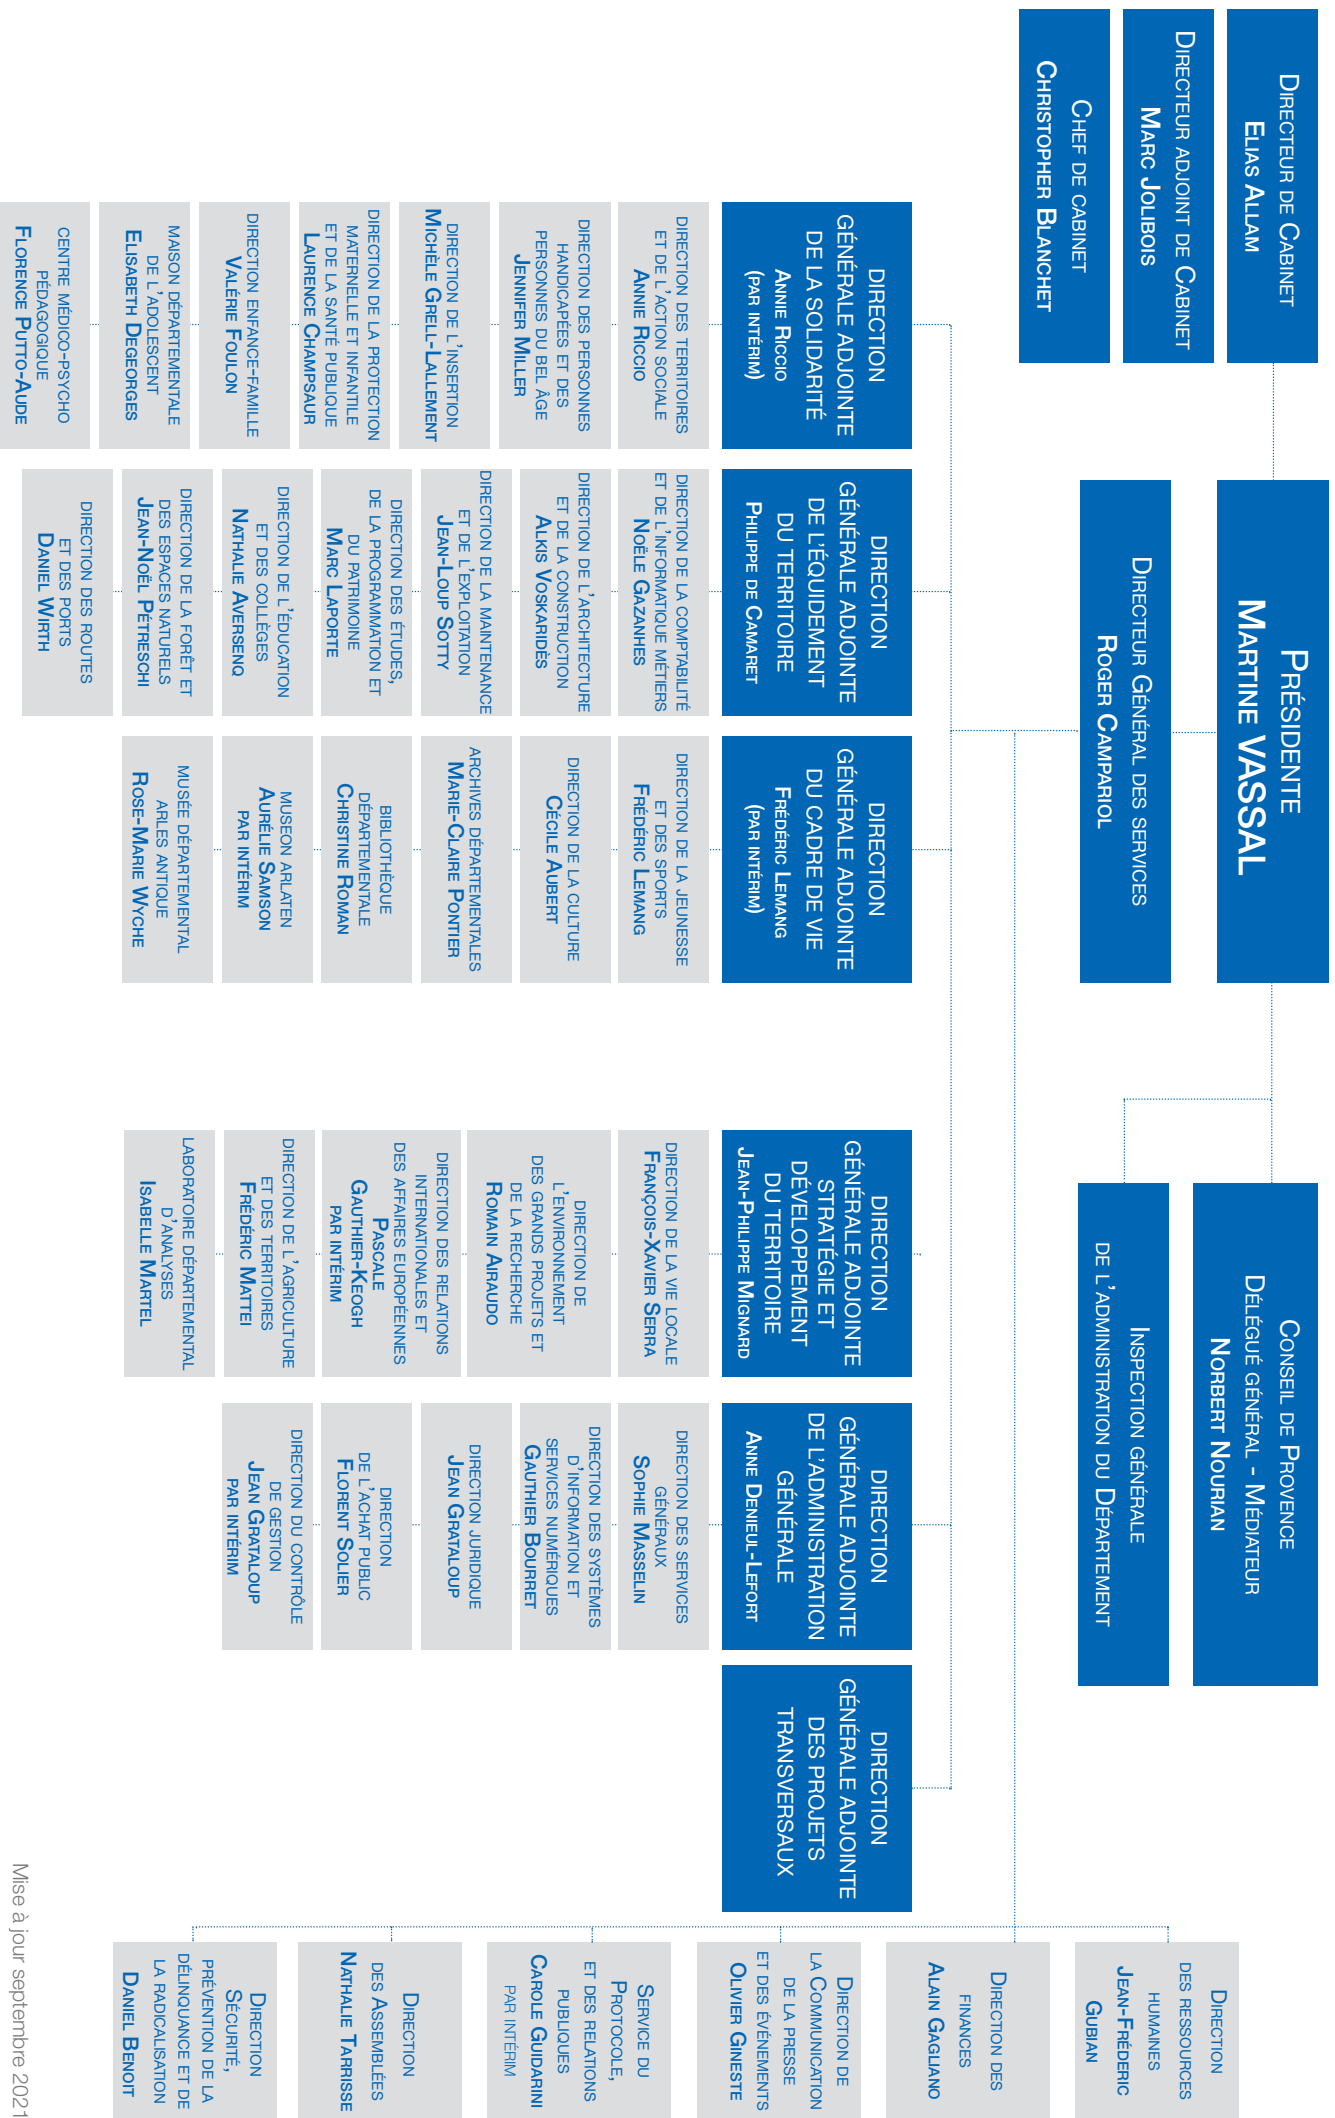 Directeur de Cabinet
Elias Allam
Directeur adjoint de Cabinet
Marc Jolibois
Chef de cabinet
Christopher Blanchet
Présidente
Martine VASSAL
Directeur Général des services
Roger Campariol
Conseil de Provence
Délégué général - Médiateur
Norbert Nourian
Inspection générale
de l'administration du Département
DIRECTION
GÉNÉRALE ADJOINTE
DE LA SOLIDARITÉ
Annie Riccio
(par intérim)
direction des territoires
et de l'action sociale
Annie Riccio
direction des personnes
handicapées et des
personnes du bel âge
Jennifer Miller
direction de l'insertion
Michèle Grell-Lallement
direction de la protection
maternelle et infantile
et de la santé publique
Laurence Champsaur
direction enfance-famille
Valérie Foulon
maison départementale
de l'adolescent
Elisabeth Degeorges
centre médico-psycho
pédagogique
Florence Putto-Aude
DIRECTION
GÉNÉRALE ADJOINTE
DE L'ÉQUIDEMENT
DU TERRITOIRE
Philippe de Camaret
direction de la comptabilité
et de l'informatique métiers
Noële Gazanhes
direction de l'architecture
et de la construction
Alkis Voskaridès
direction de la maintenance
et de l'exploitation
Jean-Loup Sotty
direction des études,
de la programmation et
du patrimoine
Marc Laporte
direction de l'éducation
et des collèges
Nathalie Aversenq
direction de la forêt et
des espaces naturels
Jean-Noël Pétreschi
direction des routes
et des ports
Daniel Wirth
DIRECTION
GÉNÉRALE ADJOINTE
DU CADRE DE VIE
Frédéric Lemang
(par intérim)
direction de la jeunesse
et des sports
Frédéric Lemang
direction de la culture
Cécile Aubert
archives départementales
Marie-Claire Pontier
bibliothèque
départementale
Christine Roman
museon arlaten
Aurélie Samson
par intérim
musée départemental
arles antique
Rose-Marie Wyche
DIRECTION
GÉNÉRALE ADJOINTE
STRATÉGIE ET
DÉVELOPPEMENT
DU TERRITOIRE
Jean-Philippe Mignard
direction de la vie locale
François-Xavier Serra
direction de
l'environnement
des grands projets et
de la recherche
Romain Airaudo
direction des relations
internationales et
des affaires européennes
Pascale
Gauthier-Keogh
par intérim
direction de l'agriculture
et des territoires
Frédéric Mattei
laboratoire départemental
d'analyses
Isabelle Martel
DIRECTION
GÉNÉRALE ADJOINTE
DE L'ADMINISTRATION
GÉNÉRALE
Anne Denieul-Lefort
direction des services
généraux
Sophie Masselin
direction des systèmes
d'information et
services numériques
Gauthier Bourret
direction juridique
Jean Grataloup
direction
de l'achat public
Florent Solier
direction du contrôle
de gestion
Jean Grataloup
par intérim
DIRECTION
GÉNÉRALE ADJOINTE
DES PROJETS
TRANSVERSAUX
Direction
des ressources
humaines
Jean-Fréderic
Gubian
Direction des
finances
Alain Gagliano
Direction de
la Communication
de la presse
et des événements
Olivier Gineste
Service du
Protocole,
et des relations
publiques
Carole Guidarini
par intérim
Direction
des Assemblées
Nathalie Tarrisse
Direction
Sécurité,
prévention de la
délinquance et de
la radicalisation
Daniel Benoit
Mise à jour septembre 2021